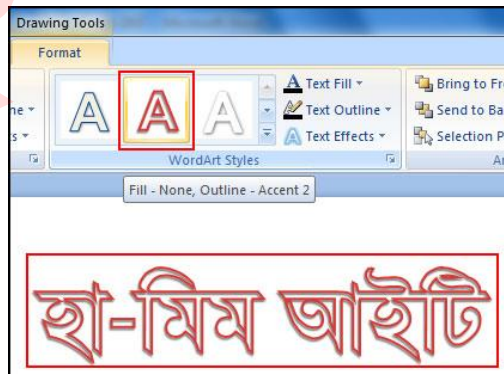 Drawing Tools
Format
A A A
Text Fill
Bring to Fr
Text Outline
Send to Ba
Text Effects
Selection P
WordArt Styles
Fill - None, Outline - Accent 2
হা-মিম আইটি